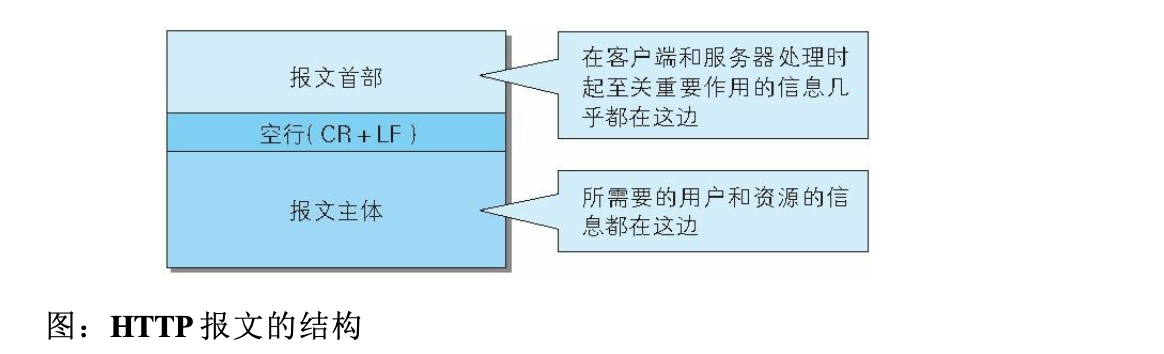 报文首部
在客户端和服务器处理时
起至关重要作用的信息几
乎都在这边
空行(CR+LF)
报文主体
所需要的用户和资源的信
息都在这边
图：HTTP 报文的结构